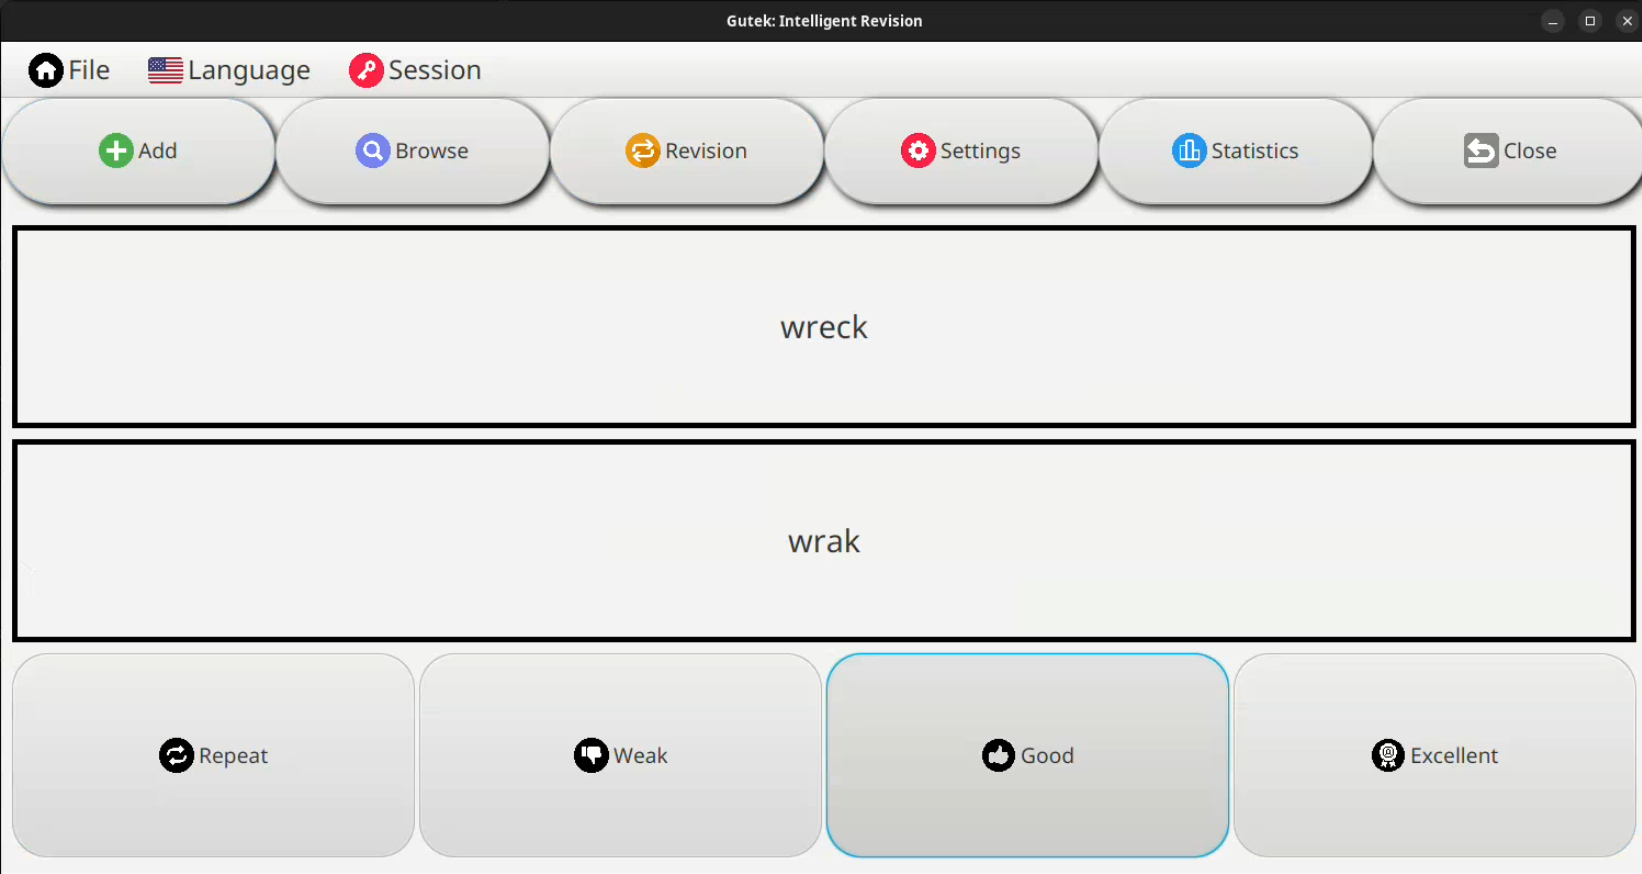 Gutek: Intelligent Revision
File Language Session
Add Browse Revision Settings Statistics Close
wreck
wrak
Repeat Weak Good Excellent